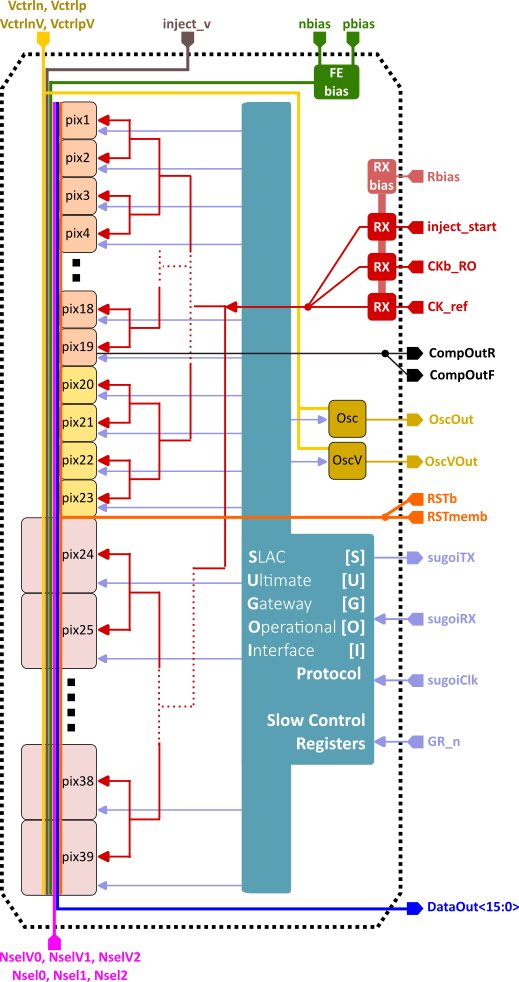 Vctrln, Vctrlp
VctrlnV, VctrlpV
inject_v
nbias
pbias
FE
bias
pix1
pix2
pix3
pix4
pix18
pix19
pix20
pix21
pix22
pix23
pix24
pix25
pix38
pix39
RX
bias
Rbias
RX
inject_start
RX
CKb_RO
RX
CK_ref
CompOutR
CompOutF
Osc
OscOut
OscV
OscVOut
RSTb
RSTmemb
SLAC [S]
Ultimate [U]
Gateway [G]
Operational [O]
Interface [I]
Protocol
Slow Control
Registers
sugoiTX
sugoiRX
sugoiClk
GR_n
DataOut<15:0>
NselV0, NselV1, NselV2
Nsel0, Nsel1, Nsel2